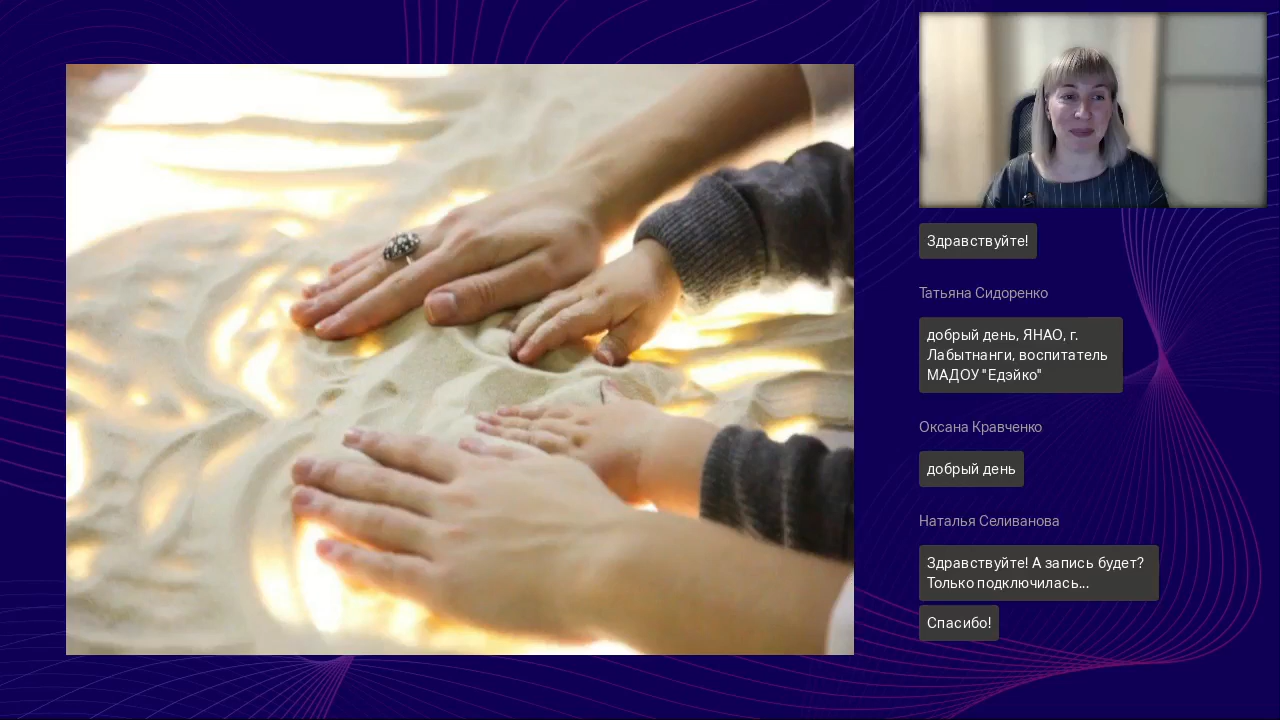 Здравствуйте!
Татьяна Сидоренко
добрый день, ЯНАО, г.
Лабытнанги, воспитатель
МАДОУ "Едэйко"
Оксана Кравченко
добрый день
Наталья Селиванова
Здравствуйте! А запись будет?
Только подключилась...
Спасибо!